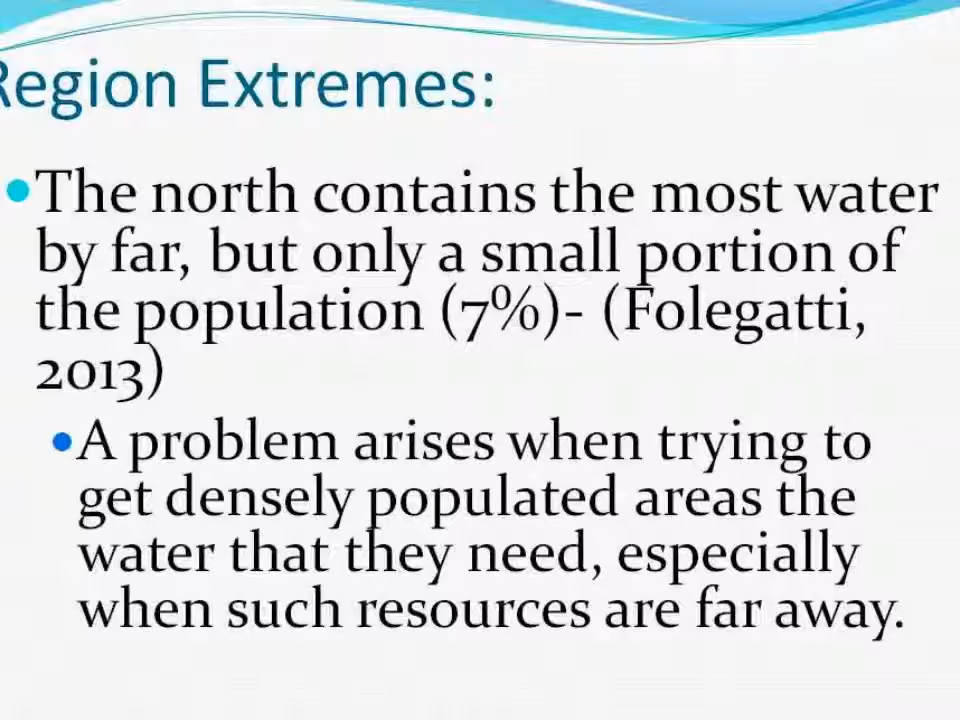 Region Extremes:
The north contains the most water
by far, but only a small portion of
the population (7%)- (Folegatti,
2013)
A problem arises when trying to
get densely populated areas the
water that they need, especially
when such resources are far away.